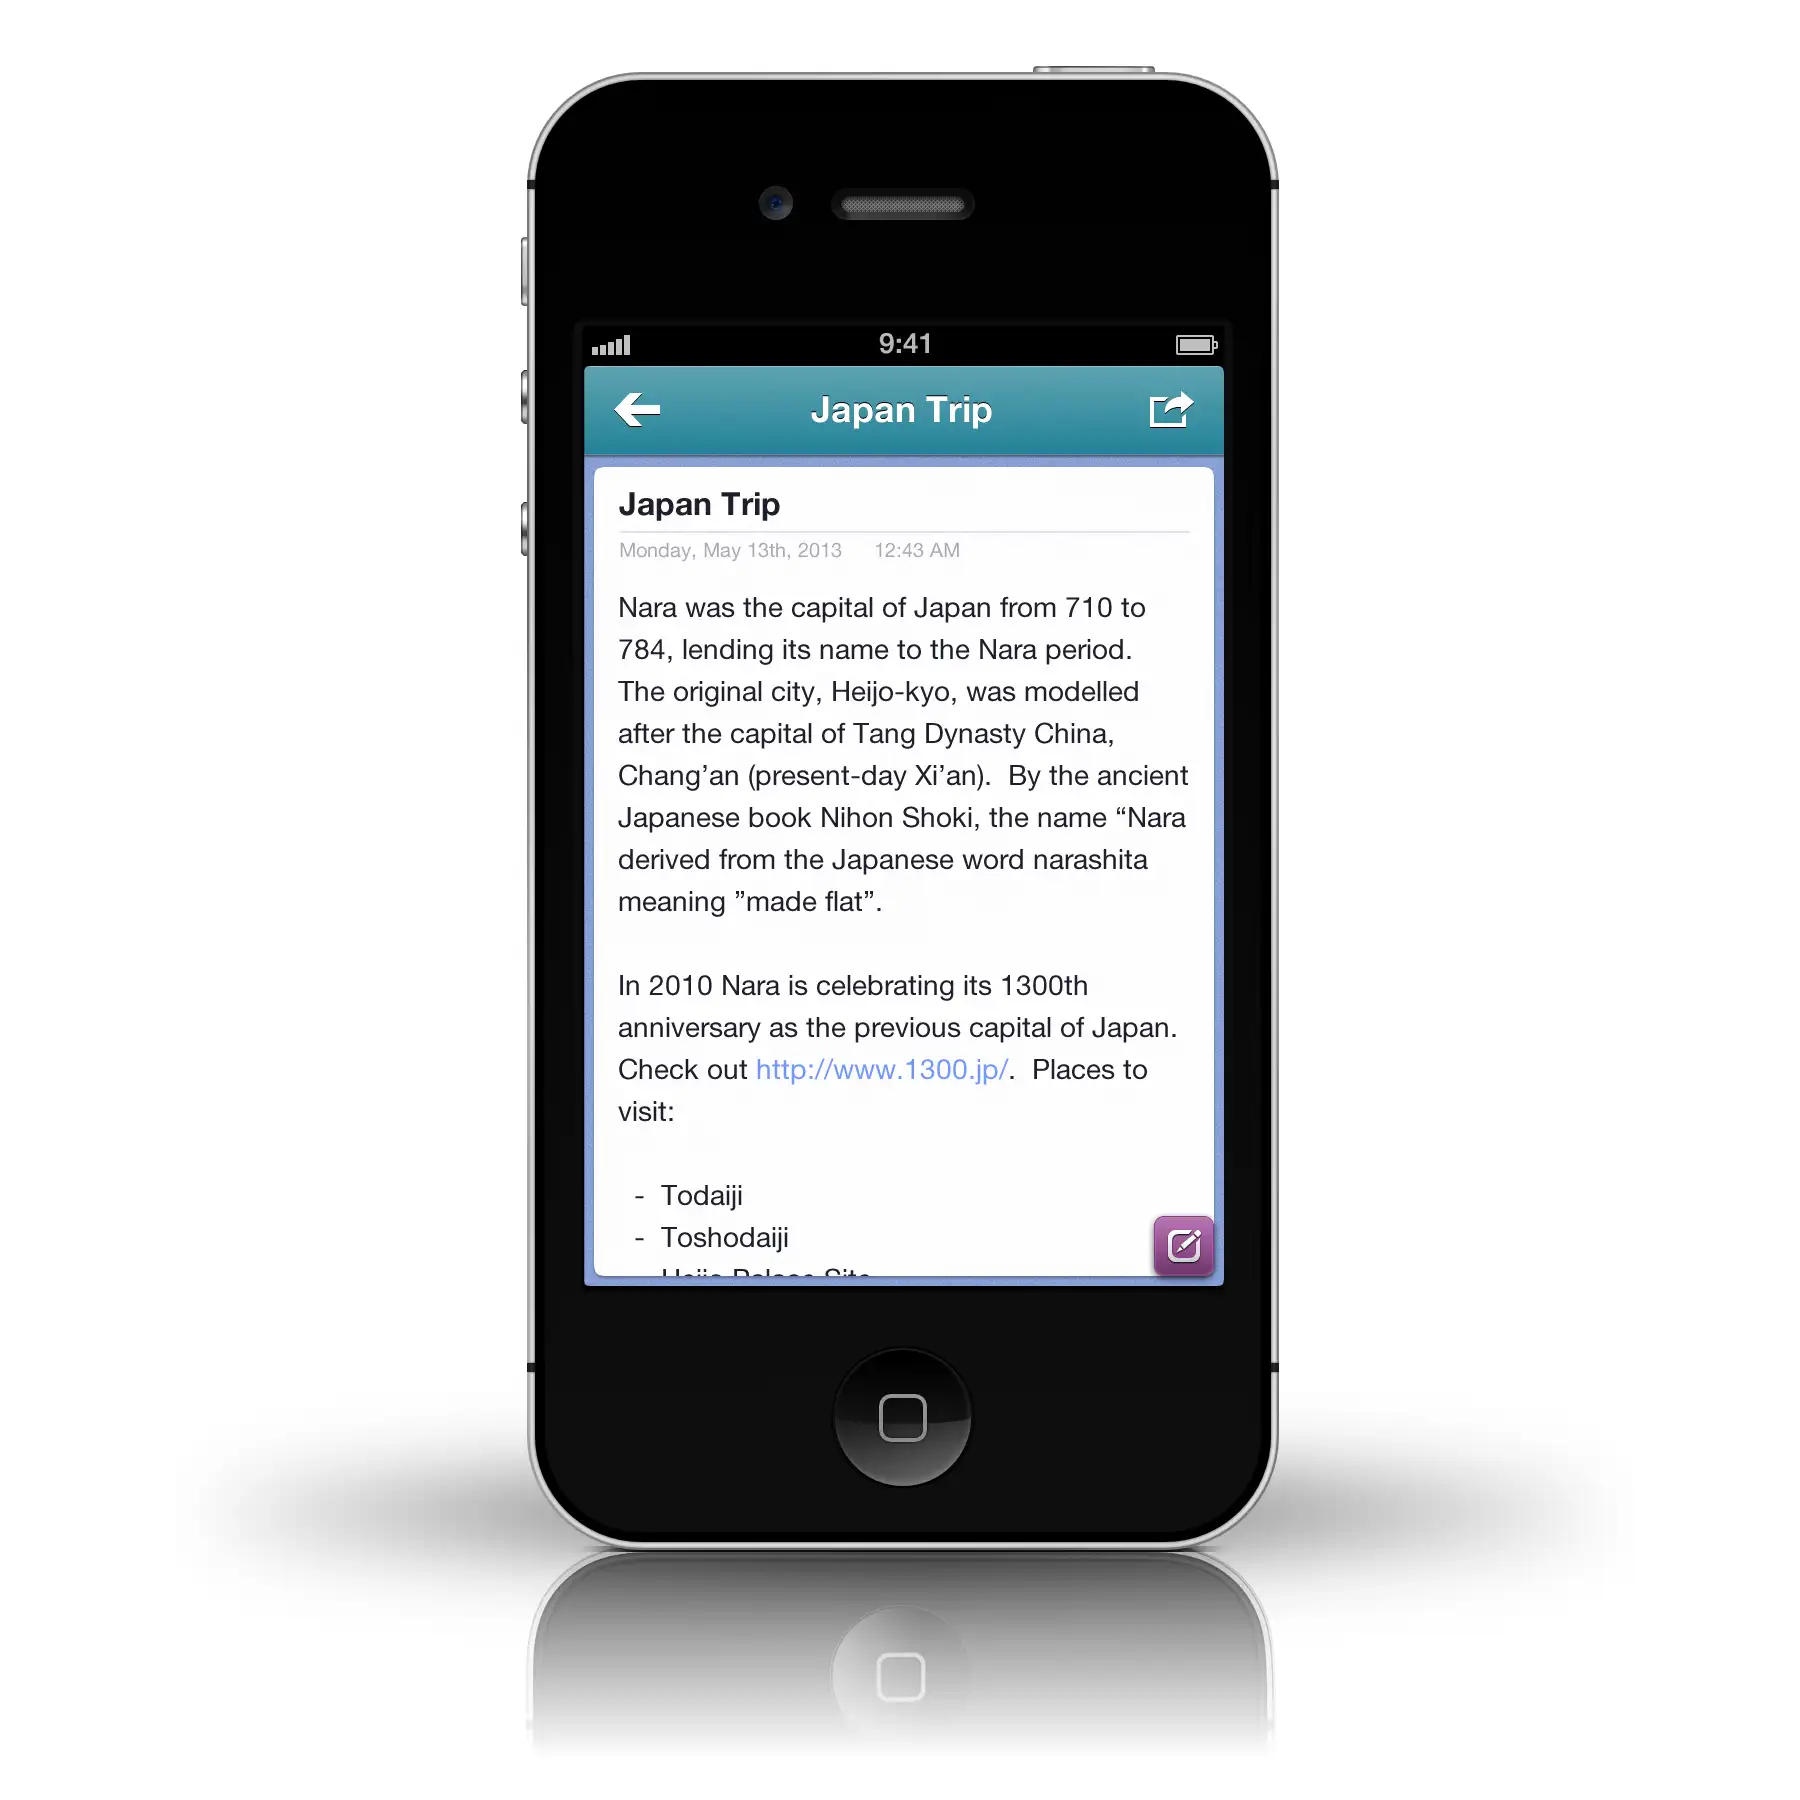 9:41
Japan Trip
Japan Trip
Monday, May 13th, 2013 12:43 AM
Nara was the capital of Japan from 710 to
784, lending its name to the Nara period.
The original city, Heijo-kyo, was modelled
after the capital of Tang Dynasty China,
Chang’an (present-day Xi’an).  By the ancient
Japanese book Nihon Shoki, the name “Nara
derived from the Japanese word narashita
meaning ”made flat”.
In 2010 Nara is celebrating its 1300th
anniversary as the previous capital of Japan.
Check out http://www.1300.jp/.  Places to
visit:
- Todaiji
- Toshodaiji
- Heijo Palace Site